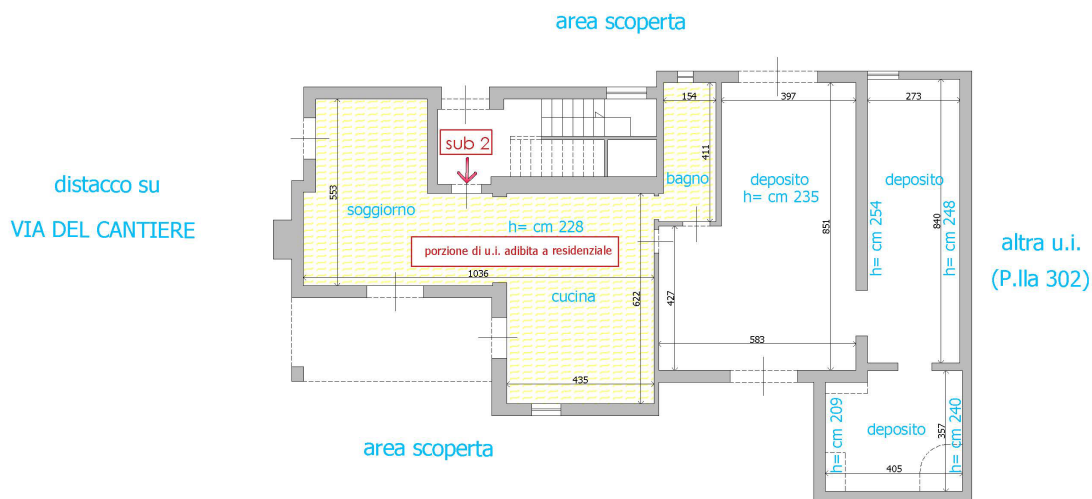 area scoperta
154
397
273
sub 2
411
bagno
deposito
h= cm 235
deposito
distacco su
VIA DEL CANTIERE
553
soggiorno
h= cm 228
porzione di u.i. adibita a residenziale
1036
851
h= cm 254
840
h= cm 248
altra u.i.
(P.lla 302)
cucina
622
427
583
435
area scoperta
h= cm 209
deposito
357
h= cm 240
405